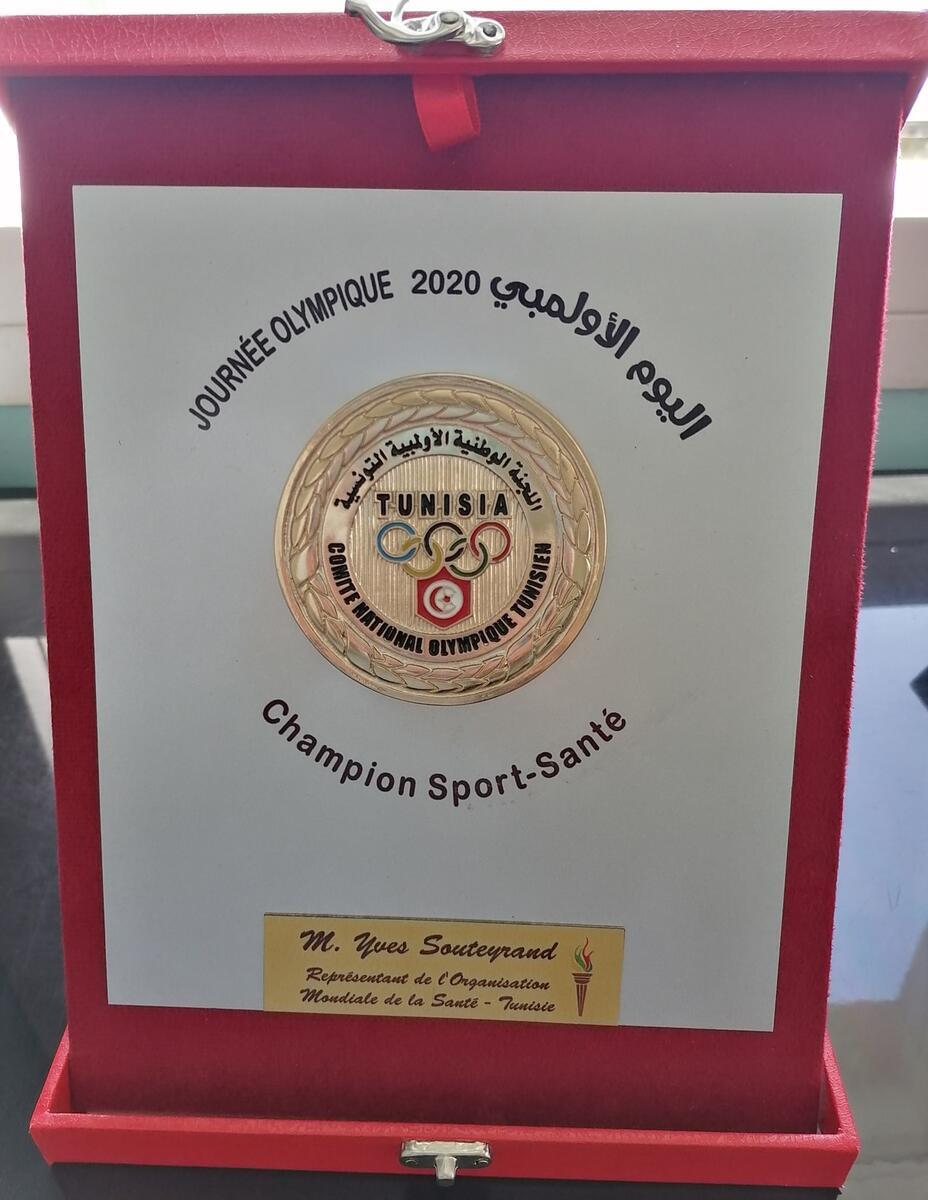 JOURNÉE OLYMPIQUE 2020 اليوم الأولمبي
اللجنة الوطنية الأولمبية التونسية
TUNISIA
COMITE NATIONAL OLYMPIQUE TUNISIEN
Champion Sport-Santé
M. Yves Souteyrand
Représentant de l'Organisation
Mondiale de la Santé - Tunisie